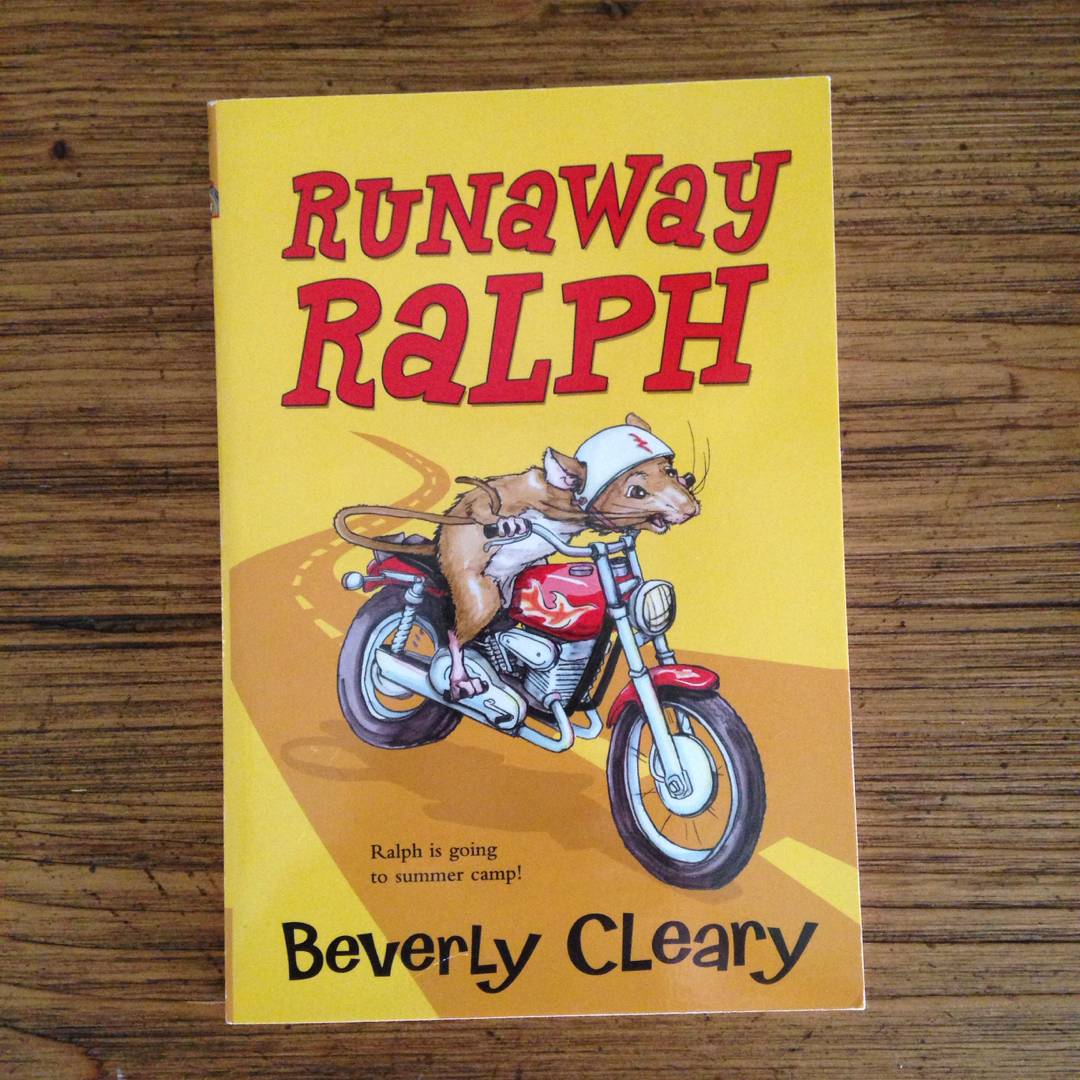 RUNAWAY
RALPH
Ralph is going
to summer camp!
Beverly Cleary